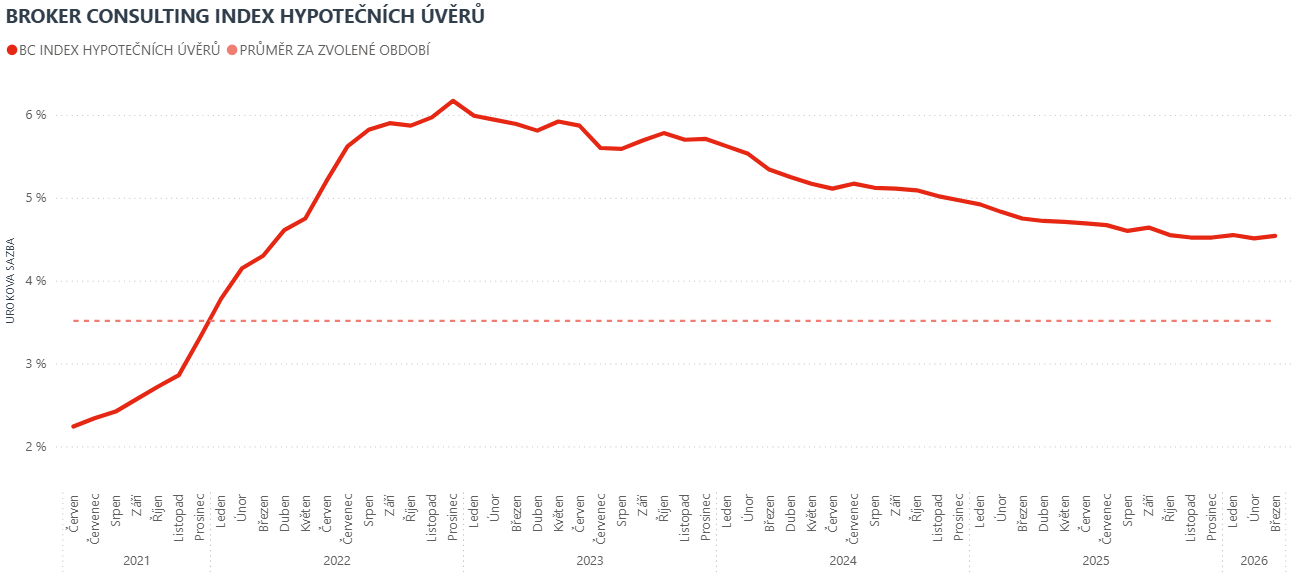 BROKER CONSULTING INDEX HYPOTEČNÍCH ÚVĚRŮ
BC INDEX HYPOTEČNÍCH ÚVĚRŮ PRŮMĚR ZA ZVOLENÉ OBDOBÍ
6 %
5 %
4 %
3 %
2 %
UROKOVA SAZBA
Červen
Červenec
Srpen
Září
Říjen
Listopad
Prosinec
Leden
Únor
Březen
Duben
Květen
Červen
Červenec
Srpen
Září
Říjen
Listopad
Prosinec
Leden
Únor
Březen
Duben
Květen
Červen
Červenec
Srpen
Září
Říjen
Listopad
Prosinec
Leden
Únor
Březen
Duben
Květen
Červen
Červenec
Srpen
Září
Říjen
Listopad
Prosinec
Leden
Únor
Březen
Duben
Květen
Červen
Červenec
Srpen
Září
Říjen
Listopad
Prosinec
Leden
Únor
Březen
2021 2022 2023 2024 2025 2026